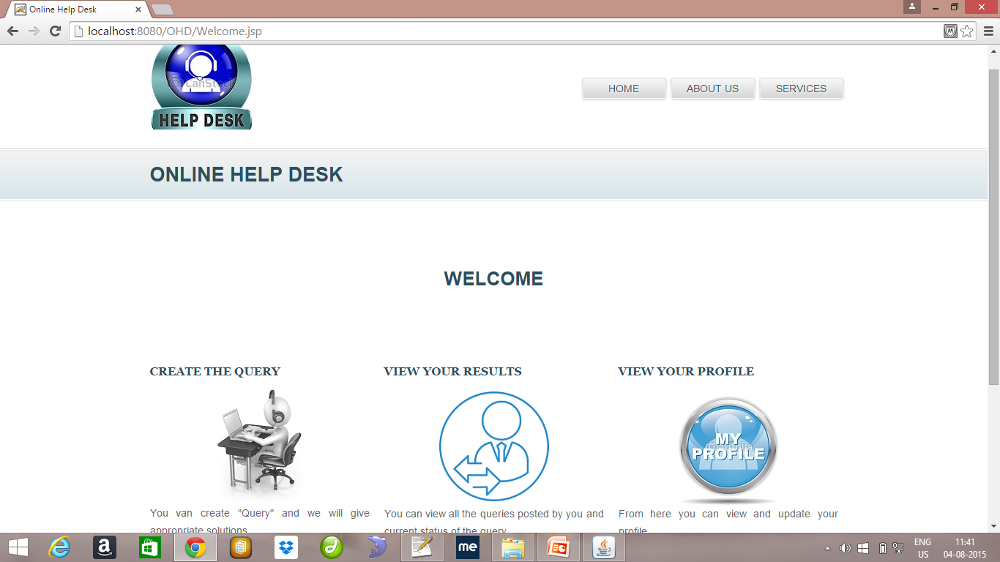 Online Help Desk
localhost:8080/OHD/Welcome.jsp
CanStock
HELP DESK
HOME
ABOUT US
SERVICES
ONLINE HELP DESK
WELCOME
CREATE THE QUERY
VIEW YOUR RESULTS
VIEW YOUR PROFILE
MY
PROFILE
You van create "Query" and we will give
appropriate solutions
You can view all the queries posted by you and
current status of the query
From here you can view and update your
profile
me
ENG
US
11:41
04-08-2015